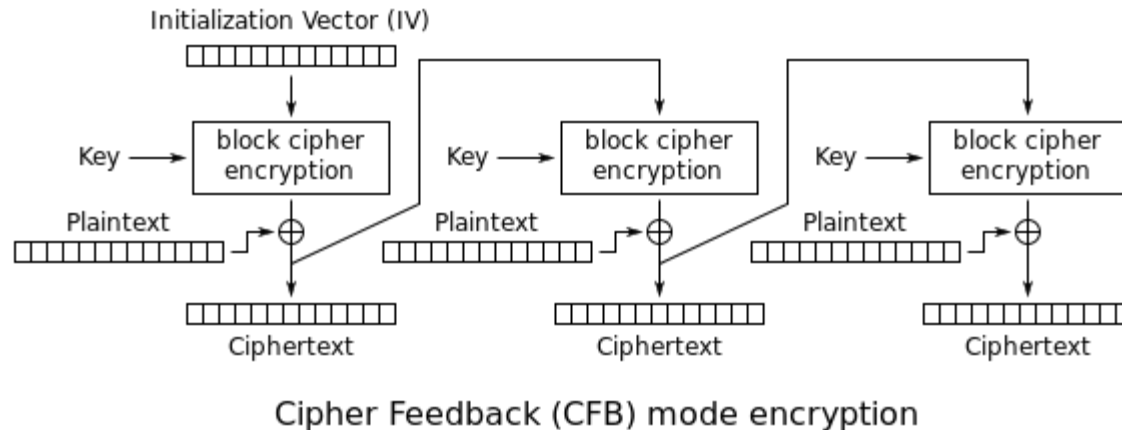 Initialization Vector (IV)
Key
block cipher
encryption
Plaintext
Ciphertext
Key
block cipher
encryption
Plaintext
Ciphertext
Key
block cipher
encryption
Plaintext
Ciphertext
Cipher Feedback (CFB) mode encryption